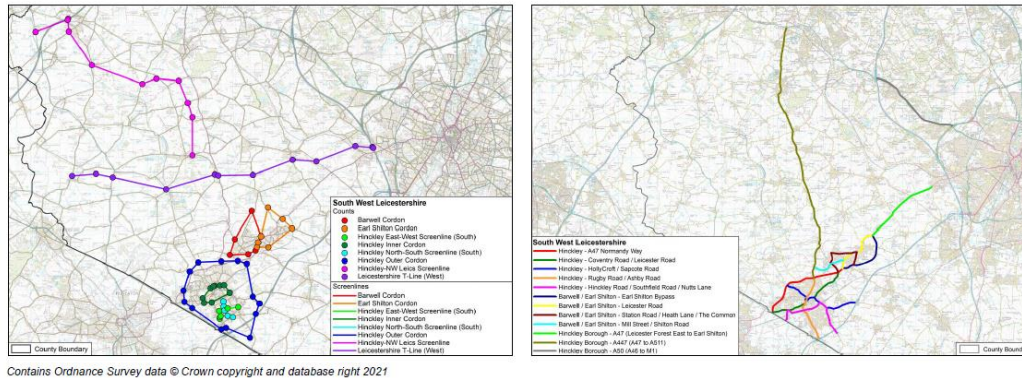 South West Leicestershire
Counts
Barwell Cordon
Earl Shilton Cordon
Hinckley East-West Screenline (South)
Hinckley Inner Cordon
Hinckley North-South Screenline (South)
Hinckley Outer Cordon
Hinckley-NW Leics Screenline
Leicestershire T-Line (West)
Screenlines
Barwell Cordon
Earl Shilton Cordon
Hinckley East-West Screenline (South)
Hinckley Inner Cordon
Hinckley North-South Screenline (South)
Hinckley Outer Cordon
Hinckley-NW Leics Screenline
Leicestershire T-Line (West)
County Boundary
South West Leicestershire
Hinckley - A47 Normandy Way
Hinckley - Coventry Road / Leicester Road
Hinckley - HollyCroft / Sapcote Road
Hinckley - Rugby Road / Ashby Road
Hinckley - Hinckley Road / Southfield Road / Nutts Lane
Barwell / Earl Shilton - Earl Shilton Bypass
Barwell / Earl Shilton - Leicester Road
Barwell / Earl Shilton - Station Road / Heath Lane / The Common
Barwell / Earl Shilton - Mill Street / Shilton Road
Hinckley Borough - A47 (Leicester Forest East to Earl Shilton)
Hinckley Borough - A447 (A47 to A511)
Hinckley Borough - A50 (A46 to M1)
County Boundary
Contains Ordnance Survey data © Crown copyright and database right 2021